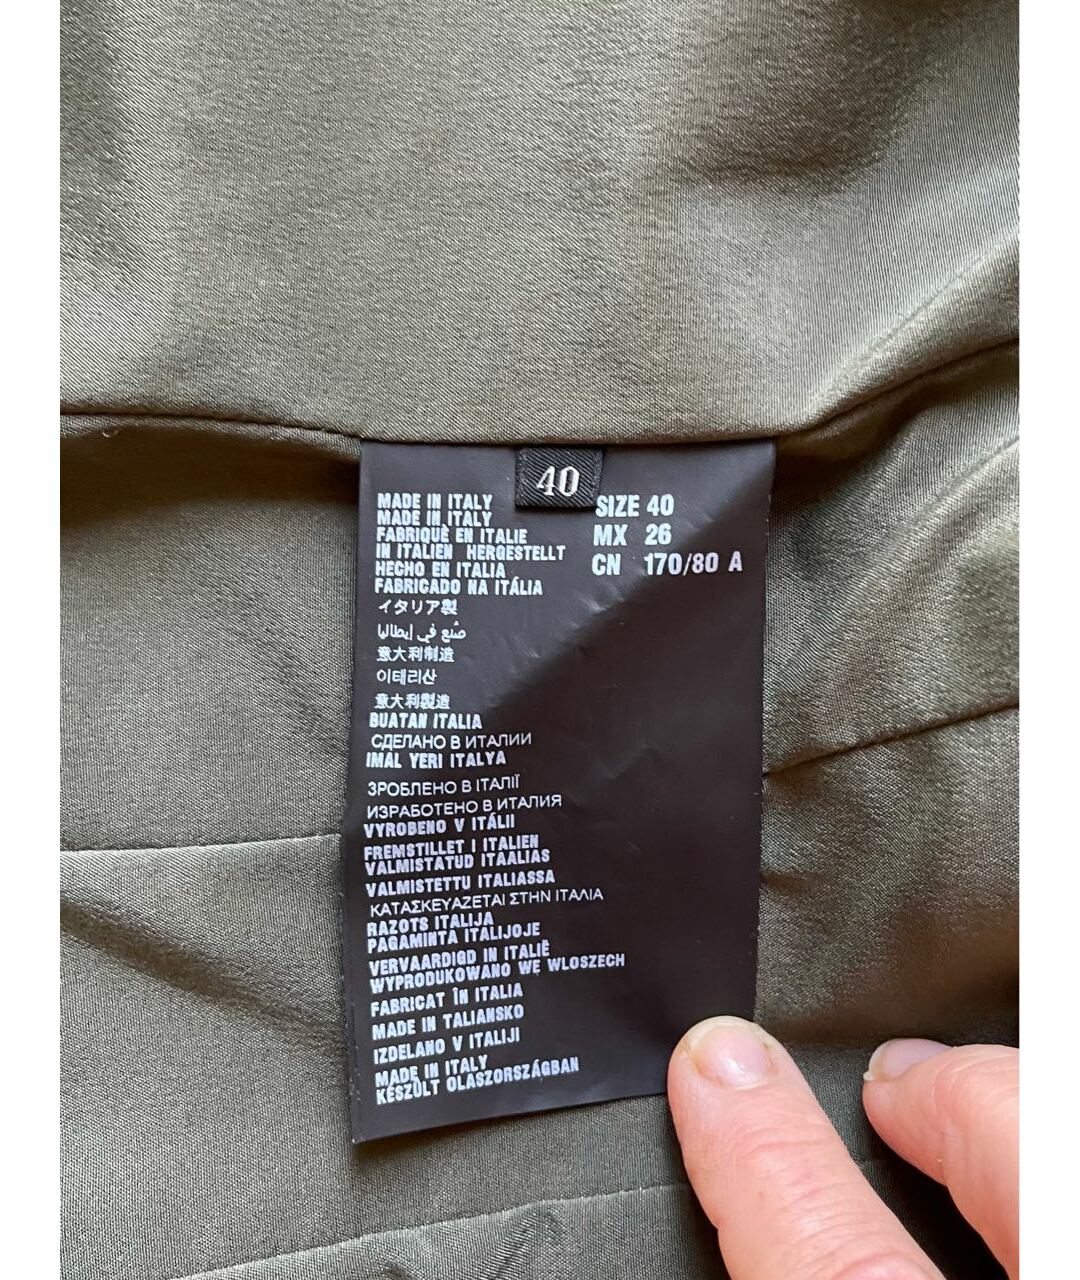 40
MADE IN ITALY
MADE IN ITALY
FABRIQUÈ EN ITALIE
IN ITALIEN HERGESTELLT
HECHO EN ITALIA
FABRICADO NA ITÁLIA
イタリア製
صنع في إيطاليا
意大利制造
이태리산
意大利製造
BUATAN ITALIA
СДЕЛАНО В ИТАЛИИ
IMAL YERI ITALYA
ЗРОБЛЕНО В ІТАЛІЇ
ИЗРАБОТЕНО В ИТАЛИЯ
VYROBENO V ITÁLII
FREMSTILLET I ITALIEN
VALMISTATUD ITAALIAS
VALMISTETTU ITALIASSA
ΚΑΤΑΣΚΕΥΑΖΕΤΑΙ ΣΤΗΝ ΙΤΑΛΙΑ
RAZOTS ITALIJA
PAGAMINTA ITALIJOJE
VERVAARDIGD IN ITALIË
WYPRODUKOWANO WE WLOSZECH
FABRICAT ÎN ITALIA
MADE IN TALIANSKO
IZDELANO V ITALIJI
MADE IN ITALY
KÉSZÜLT OLASZORSZÁGBAN
SIZE 40
MX 26
CN 170/80 A